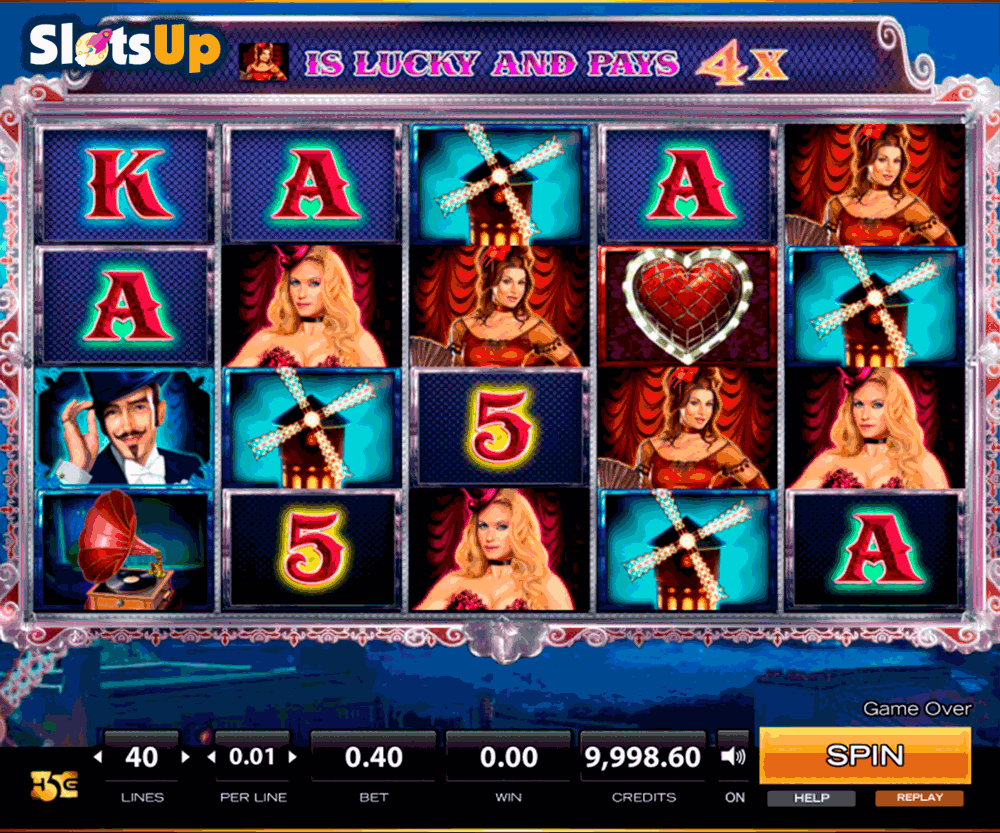 SlotsUp
IS LUCKY AND PAYS 4X
K A A
A
5
5 A
Game Over
40 0.01 0.40 0.00 9,998.60 SPIN
LINES PER LINE BET WIN CREDITS ON HELP REPLAY